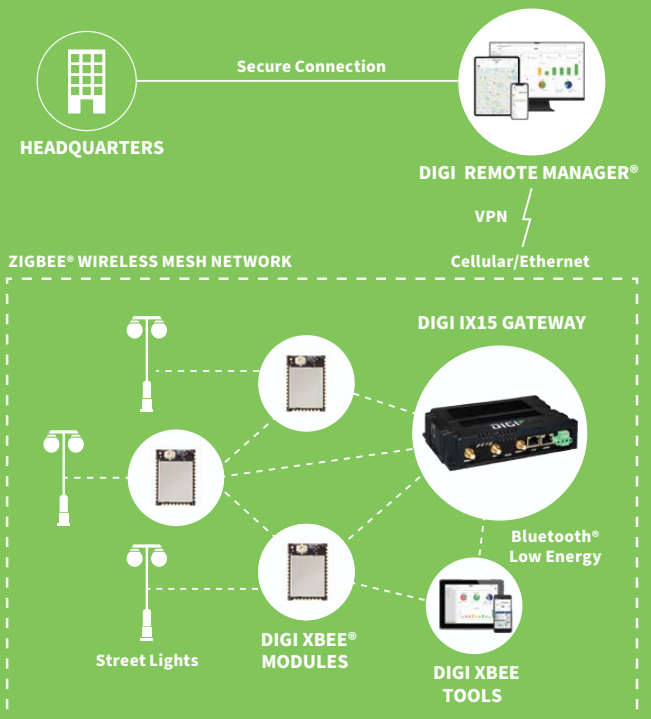 Secure Connection
HEADQUARTERS
DIGI REMOTE MANAGER®
VPN
Cellular/Ethernet
ZIGBEE® WIRELESS MESH NETWORK
DIGI IX15 GATEWAY
DIGI
Bluetooth®
Low Energy
Street Lights
DIGI XBEE®
MODULES
DIGI XBEE
TOOLS